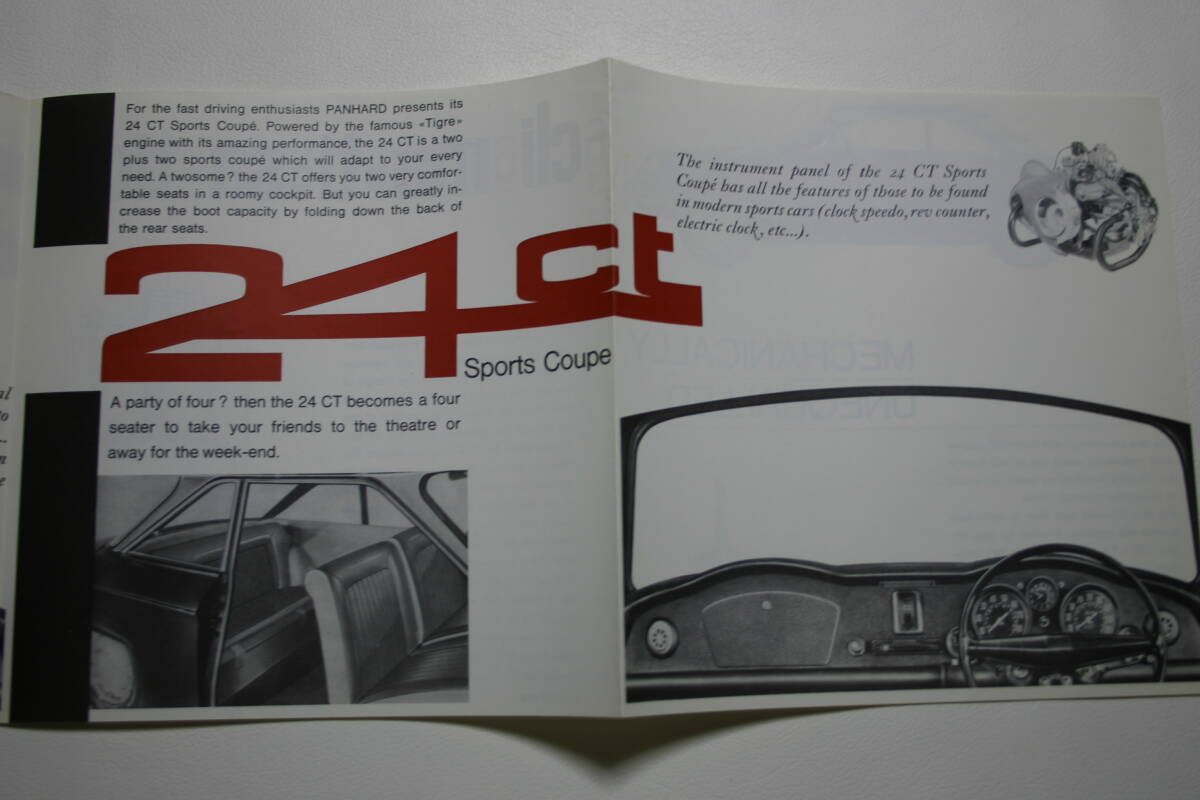 For the fast driving enthusiasts PANHARD presents its
24 CT Sports Coupé. Powered by the famous «Tigre»
engine with its amazing performance, the 24 CT is a two
plus two sports coupé which will adapt to your every
need. A twosome? the 24 CT offers you two very comfor-
table seats in a roomy cockpit. But you can greatly in-
crease the boot capacity by folding down the back of
the rear seats.
24 ct
Sports Coupe
A party of four? then the 24 CT becomes a four
seater to take your friends to the theatre or
away for the week-end.
The instrument panel of the 24 CT Sports
Coupé has all the features of those to be found
in modern sports cars (clock speedo, rev counter,
electric clock, etc...).